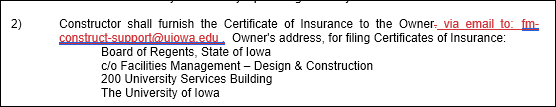 2) Constructor shall furnish the Certificate of Insurance to the Owner. via email to: fm-
construct-support@uiowa.edu . Owner's address, for filing Certificates of Insurance:
Board of Regents, State of Iowa
c/o Facilities Management – Design & Construction
200 University Services Building
The University of Iowa